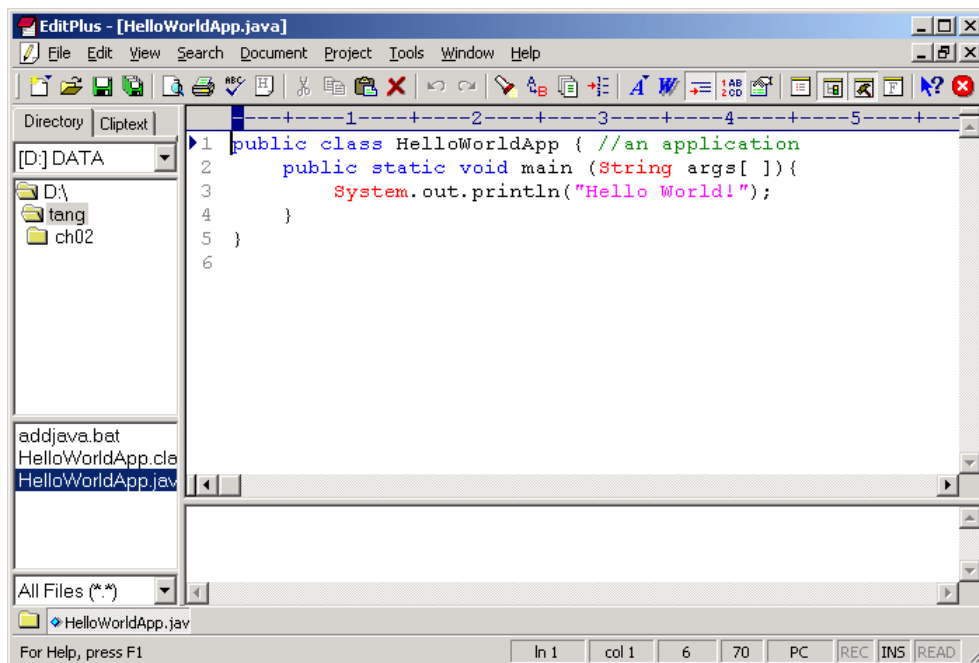 EditPlus - [HelloWorldApp.java]
File Edit View Search Document Project Tools Window Help
Directory Cliptext
----+----1----+----2----+----3----+----4----+----5----+---
[D:] DATA
D:\
tang
ch02
1 public class HelloWorldApp { //an application
2 public static void main (String args[ ]){
3 System.out.println("Hello World!");
4 }
5 }
6
addjava.bat
HelloWorldApp.cla
HelloWorldApp.jav
All Files (*.*)
HelloWorldApp.jav
For Help, press F1 ln 1 col 1 6 70 PC REC INS READ